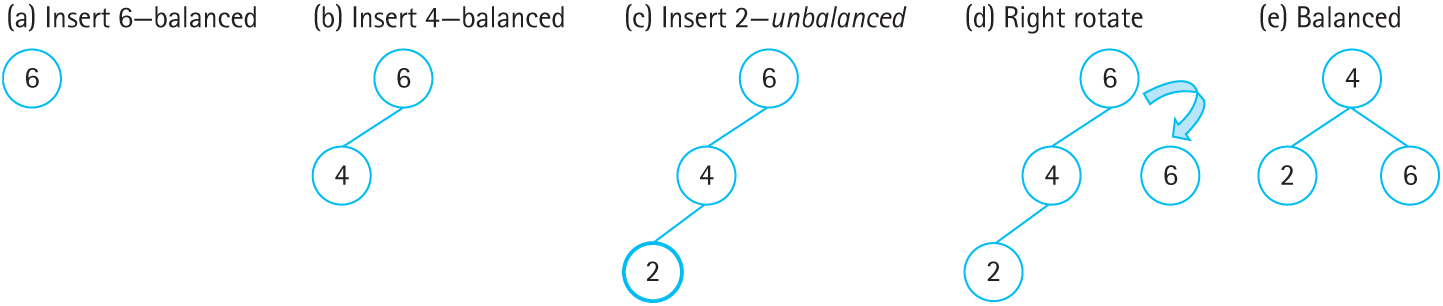 (a) Insert 6—balanced
(b) Insert 4—balanced
(c) Insert 2—unbalanced
(d) Right rotate
(e) Balanced
6
6
4
6
4
2
6
4
6
2
4
2
6